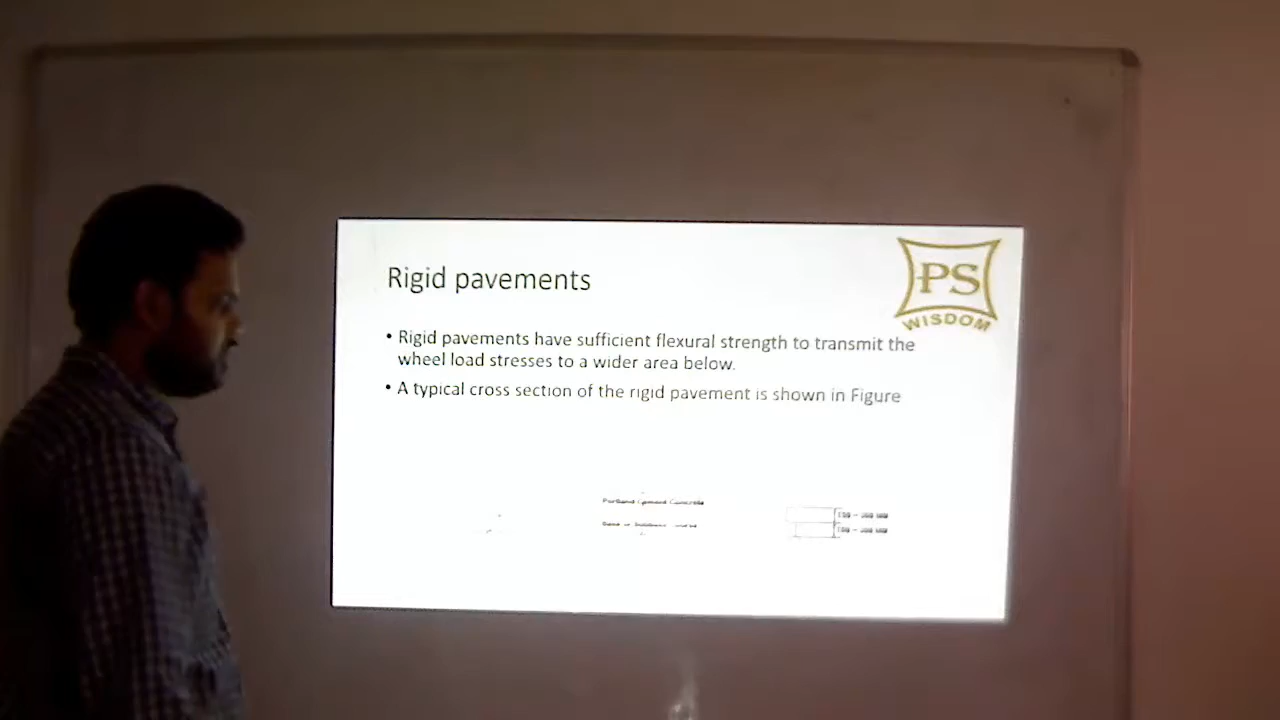 PS
WISDOM
Rigid pavements
• Rigid pavements have sufficient flexural strength to transmit the
wheel load stresses to a wider area below.
• A typical cross section of the rigid pavement is shown in Figure
Portland Cement Concrete